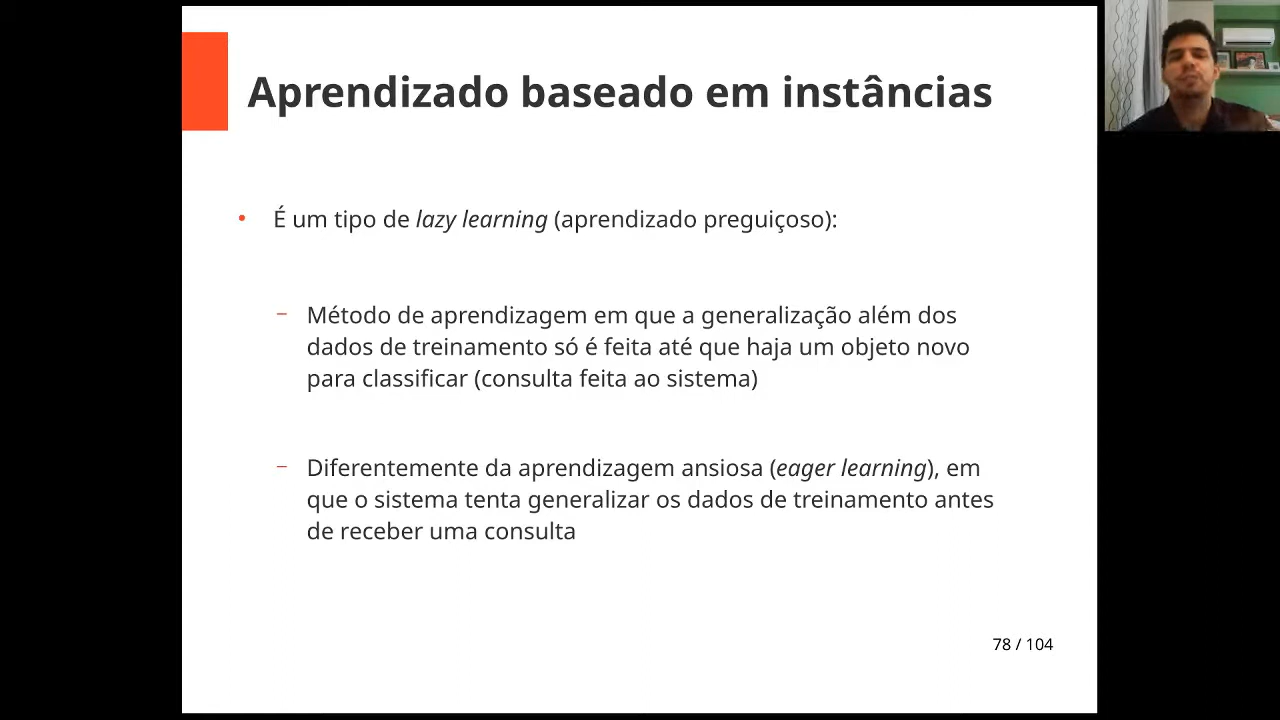 Aprendizado baseado em instâncias
• É um tipo de lazy learning (aprendizado preguiçoso):
– Método de aprendizagem em que a generalização além dos
dados de treinamento só é feita até que haja um objeto novo
para classificar (consulta feita ao sistema)
– Diferentemente da aprendizagem ansiosa (eager learning), em
que o sistema tenta generalizar os dados de treinamento antes
de receber uma consulta
78 / 104